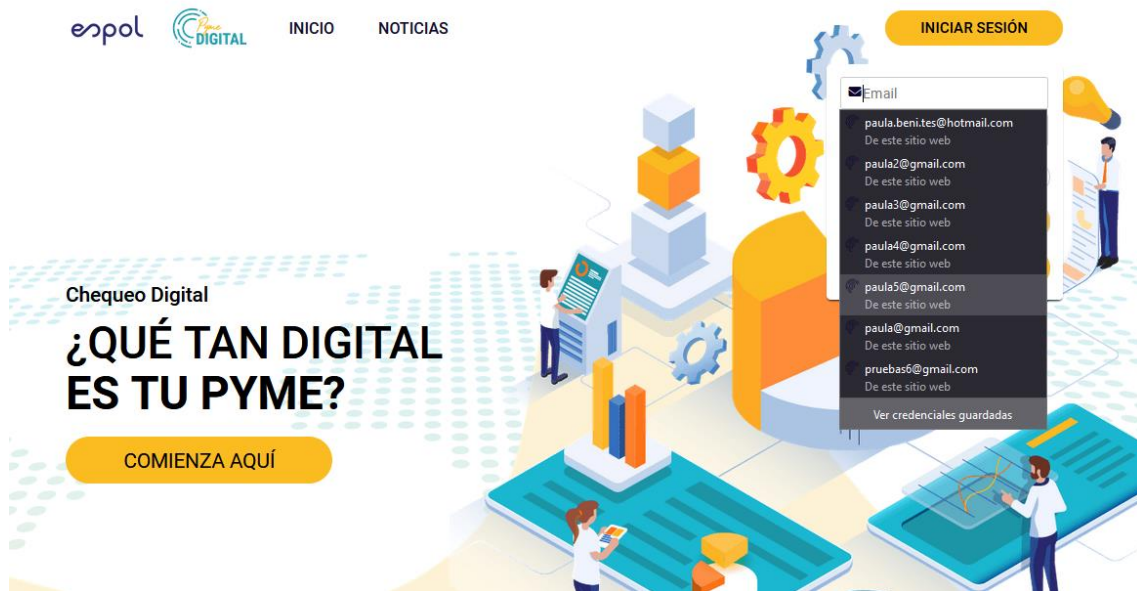 espol
Pyme
DIGITAL
INICIO
NOTICIAS
INICIAR SESIÓN
Email
paula.beni.tes@hotmail.com
De este sitio web
paula2@gmail.com
De este sitio web
paula3@gmail.com
De este sitio web
paula4@gmail.com
De este sitio web
paula5@gmail.com
De este sitio web
paula@gmail.com
De este sitio web
pruebas6@gmail.com
De este sitio web
Ver credenciales guardadas
Chequeo Digital
¿QUÉ TAN DIGITAL
ES TU PYME?
COMIENZA AQUÍ